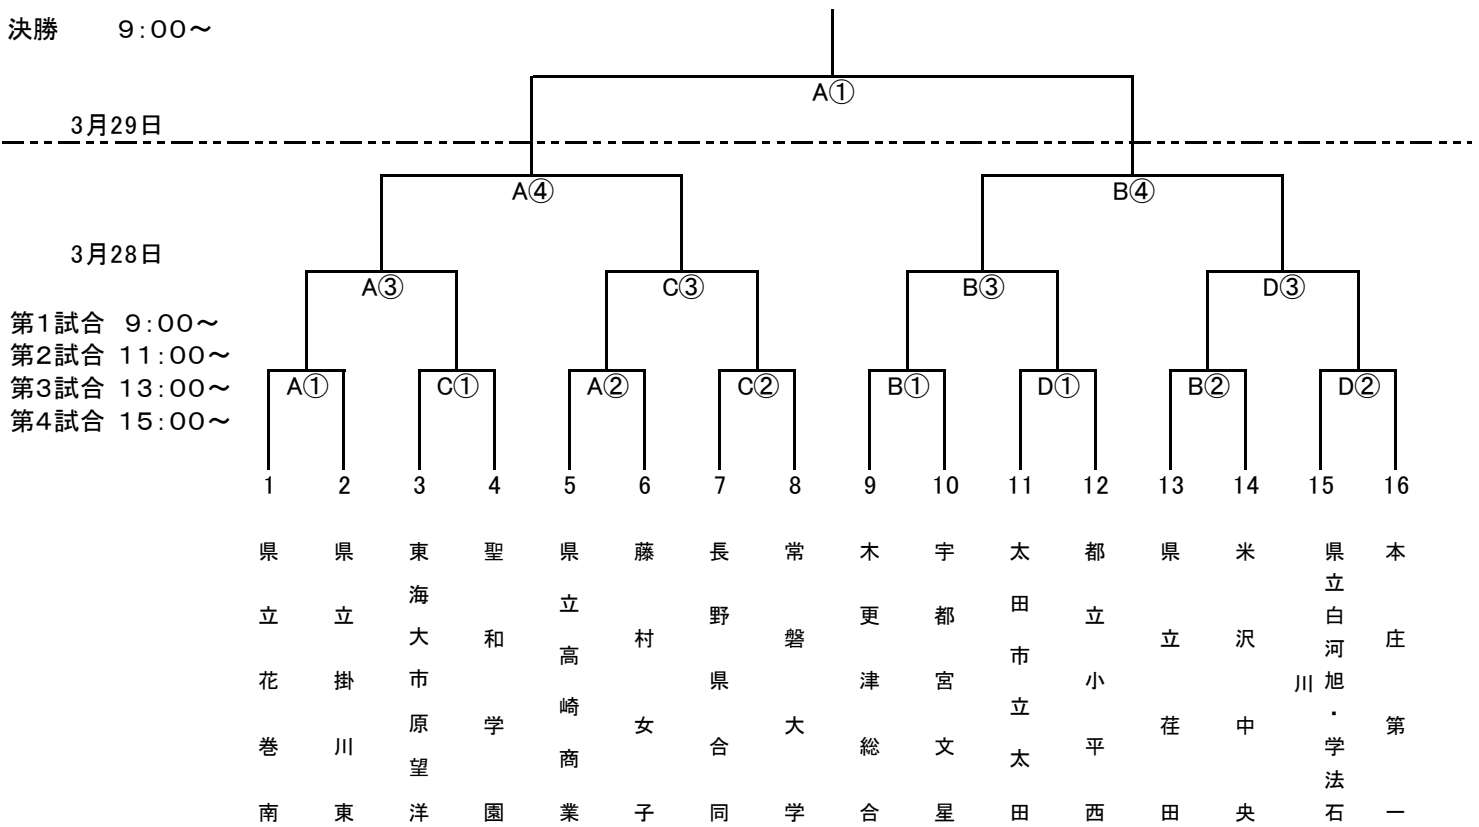 決勝　9:00～
A①
3月29日
A④
B④
3月28日
A③
C③
B③
D③
第1試合 9:00～
第2試合 11:00～
第3試合 13:00～
第4試合 15:00～
A①
C①
A②
C②
B①
D①
B②
D②
1 2 3 4 5 6 7 8 9 10 11 12 13 14 15 16
県立花巻南
県立掛川東
東海大市原望洋
聖和学園
県立高崎商業
藤村女子
長野県合同
常磐大学
木更津総合
宇都宮文星
太田市立太田
都立小平西
県立荏田
米沢中央
県立白河旭・学法石川
本庄第一